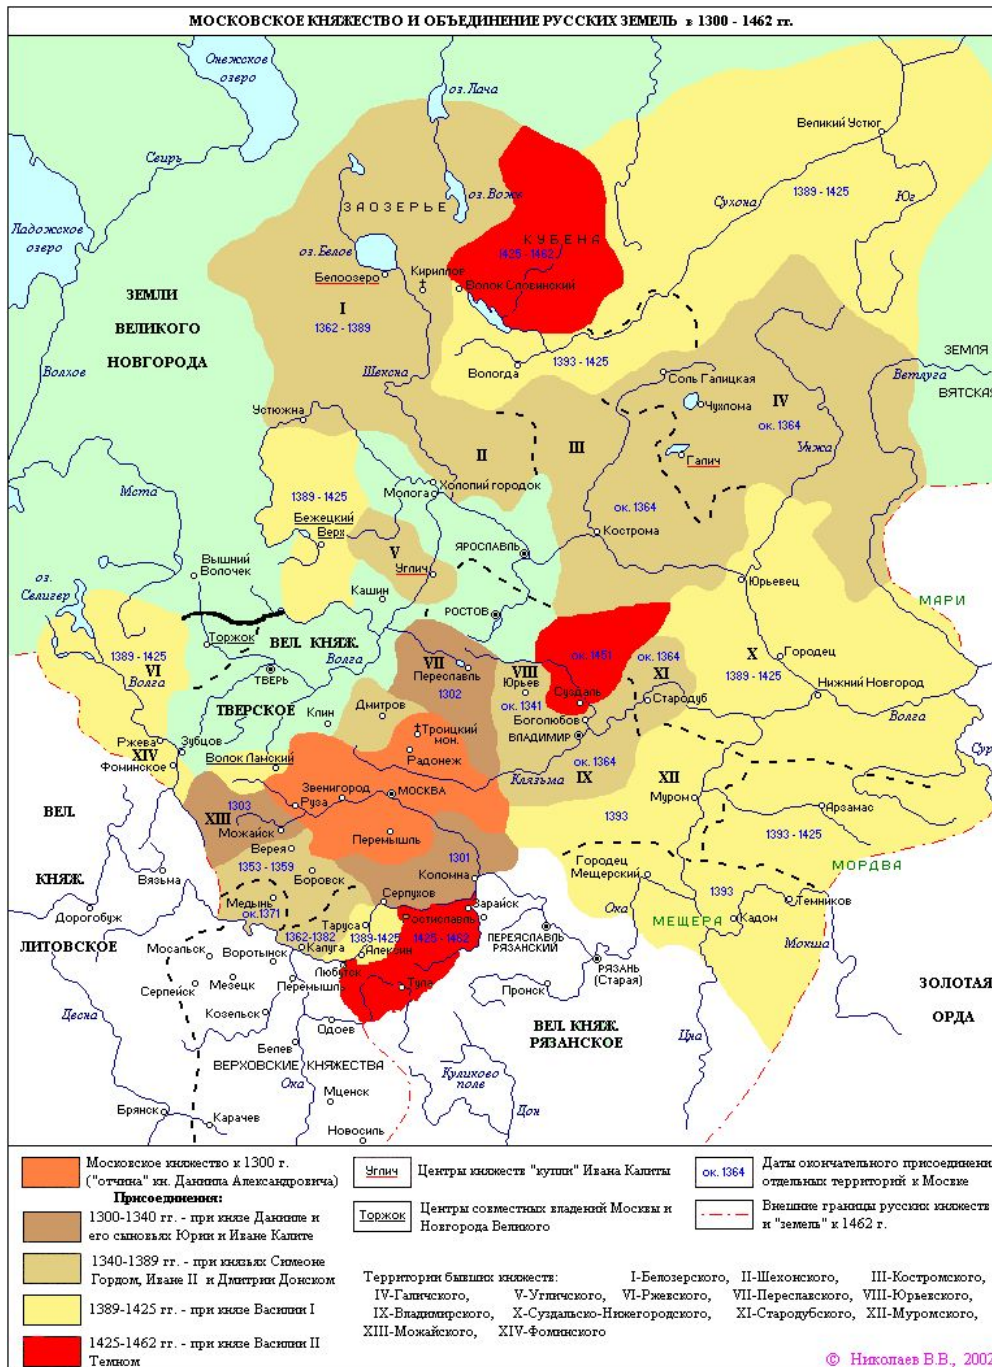 МОСКОВСКОЕ КНЯЖЕСТВО И ОБЪЕДИНЕНИЕ РУССКИХ ЗЕМЕЛЬ в 1300 - 1462 гг.
Онежское
озеро
оз. Лача
Великий Устюг
Свирь
1389 - 1425
Сухона
Юг
оз. Воже
ЗАОЗЕРЬЕ
Ладожское
озеро
КУБЕНА
1425 - 1462
оз. Белое
Белоозеро
Кириллов
Волок Словинский
ЗЕМЛИ
ВЕЛИКОГО
НОВГОРОДА
I
1362 - 1389
Волхов
Шексна
Вологда
1393 - 1425
ЗЕМЛЯ
ВЯТСКАЯ
Ветлуга
Соль Галицкая
Чухлома
IV
ок. 1364
Устюжна
II
III
Галич
Унжа
Мста
Холопий городок
Молога
1389 - 1425
Бежецкий
Верх
ок. 1364
Кострома
Вышний
Волочек
V
Углич
ЯРОСЛАВЛЬ
Юрьевец
оз.
Селигер
Кашин
РОСТОВ
МАРИ
Торжок
ВЕЛ. КНЯЖ.
Волга
ТВЕРЬ
ТВЕРСКОЕ
1389 - 1425
VI
Волга
VII
Переславль
1302
VIII
Юрьев
ок. 1341
ок. 1451
Суздаль
ок. 1364
XI
Стародуб
X
1389 - 1425
Городец
Нижний Новгород
Волга
Сур
Клин
Дмитров
Троицкий
мон.
Радонеж
Боголюбов
ВЛАДИМИР
ок. 1364
IX
Клязьма
Ржева
Зубцов
XIV
Фоминское
Волок Ламский
Звенигород
Руза
МОСКВА
XII
Муром
Арзамас
1393
1393 - 1425
ВЕЛ.
КНЯЖ.
ЛИТОВСКОЕ
1303
XIII
Можайск
Верея
Перемышль
1301
Коломна
1353 - 1359
Боровск
Вязьма
Медынь
ок. 1371
Серпухов
Городец
Мещерский
МОРДВА
1393
Темников
Кадом
МЕЩЕРА
Ока
Мокша
Дорогобуж
Таруса
1362-1382
Калуга
1389-1425
Алексин
Ростиславль
1425 - 1462
Зарайск
ПЕРЕЯСЛАВЛЬ
РЯЗАНСКИЙ
РЯЗАНЬ
(Старая)
Мосальск
Воротынск
Любутск
Тула
Серпейск
Мезецк
Перемышль
Пронск
ЗОЛОТАЯ
ОРДА
Десна
Козельск
Одоев
ВЕЛ. КНЯЖ.
РЯЗАНСКОЕ
Цна
Белев
ВЕРХОВСКИЕ КНЯЖЕСТВА
Ока
Куликово
поле
Дон
Мценск
Брянск
Карачев
Новосиль
Московское княжество к 1300 г.
("отчина" кн. Даниила Александровича)
Присоединения:
1300-1340 гг. - при князе Данииле и
его сыновьях Юрии и Иване Калите
1340-1389 гг. - при князьях Симеоне
Гордом, Иване II и Дмитрии Донском
1389-1425 гг. - при князе Василии I
1425-1462 гг. - при князе Василии II
Темном
Углич
Центры княжеств "купли" Ивана Калиты
Торжок
Центры совместных владений Москвы и
Новгорода Великого
ок. 1364
Даты окончательного присоединени
отдельных территорий к Москве
Внешние границы русских княжеств
и "земель" к 1462 г.
Территории бывших княжеств: I-Белозерского, II-Шехонского, III-Костромского,
IV-Галичского, V-Угличского, VI-Ржевского, VII-Переславского, VIII-Юрьевского,
IX-Владимирского, X-Суздальско-Нижегородского, XI-Стародубского, XII-Муромского,
XIII-Можайского, XIV-Фоминского
© Николаев В.В., 2002